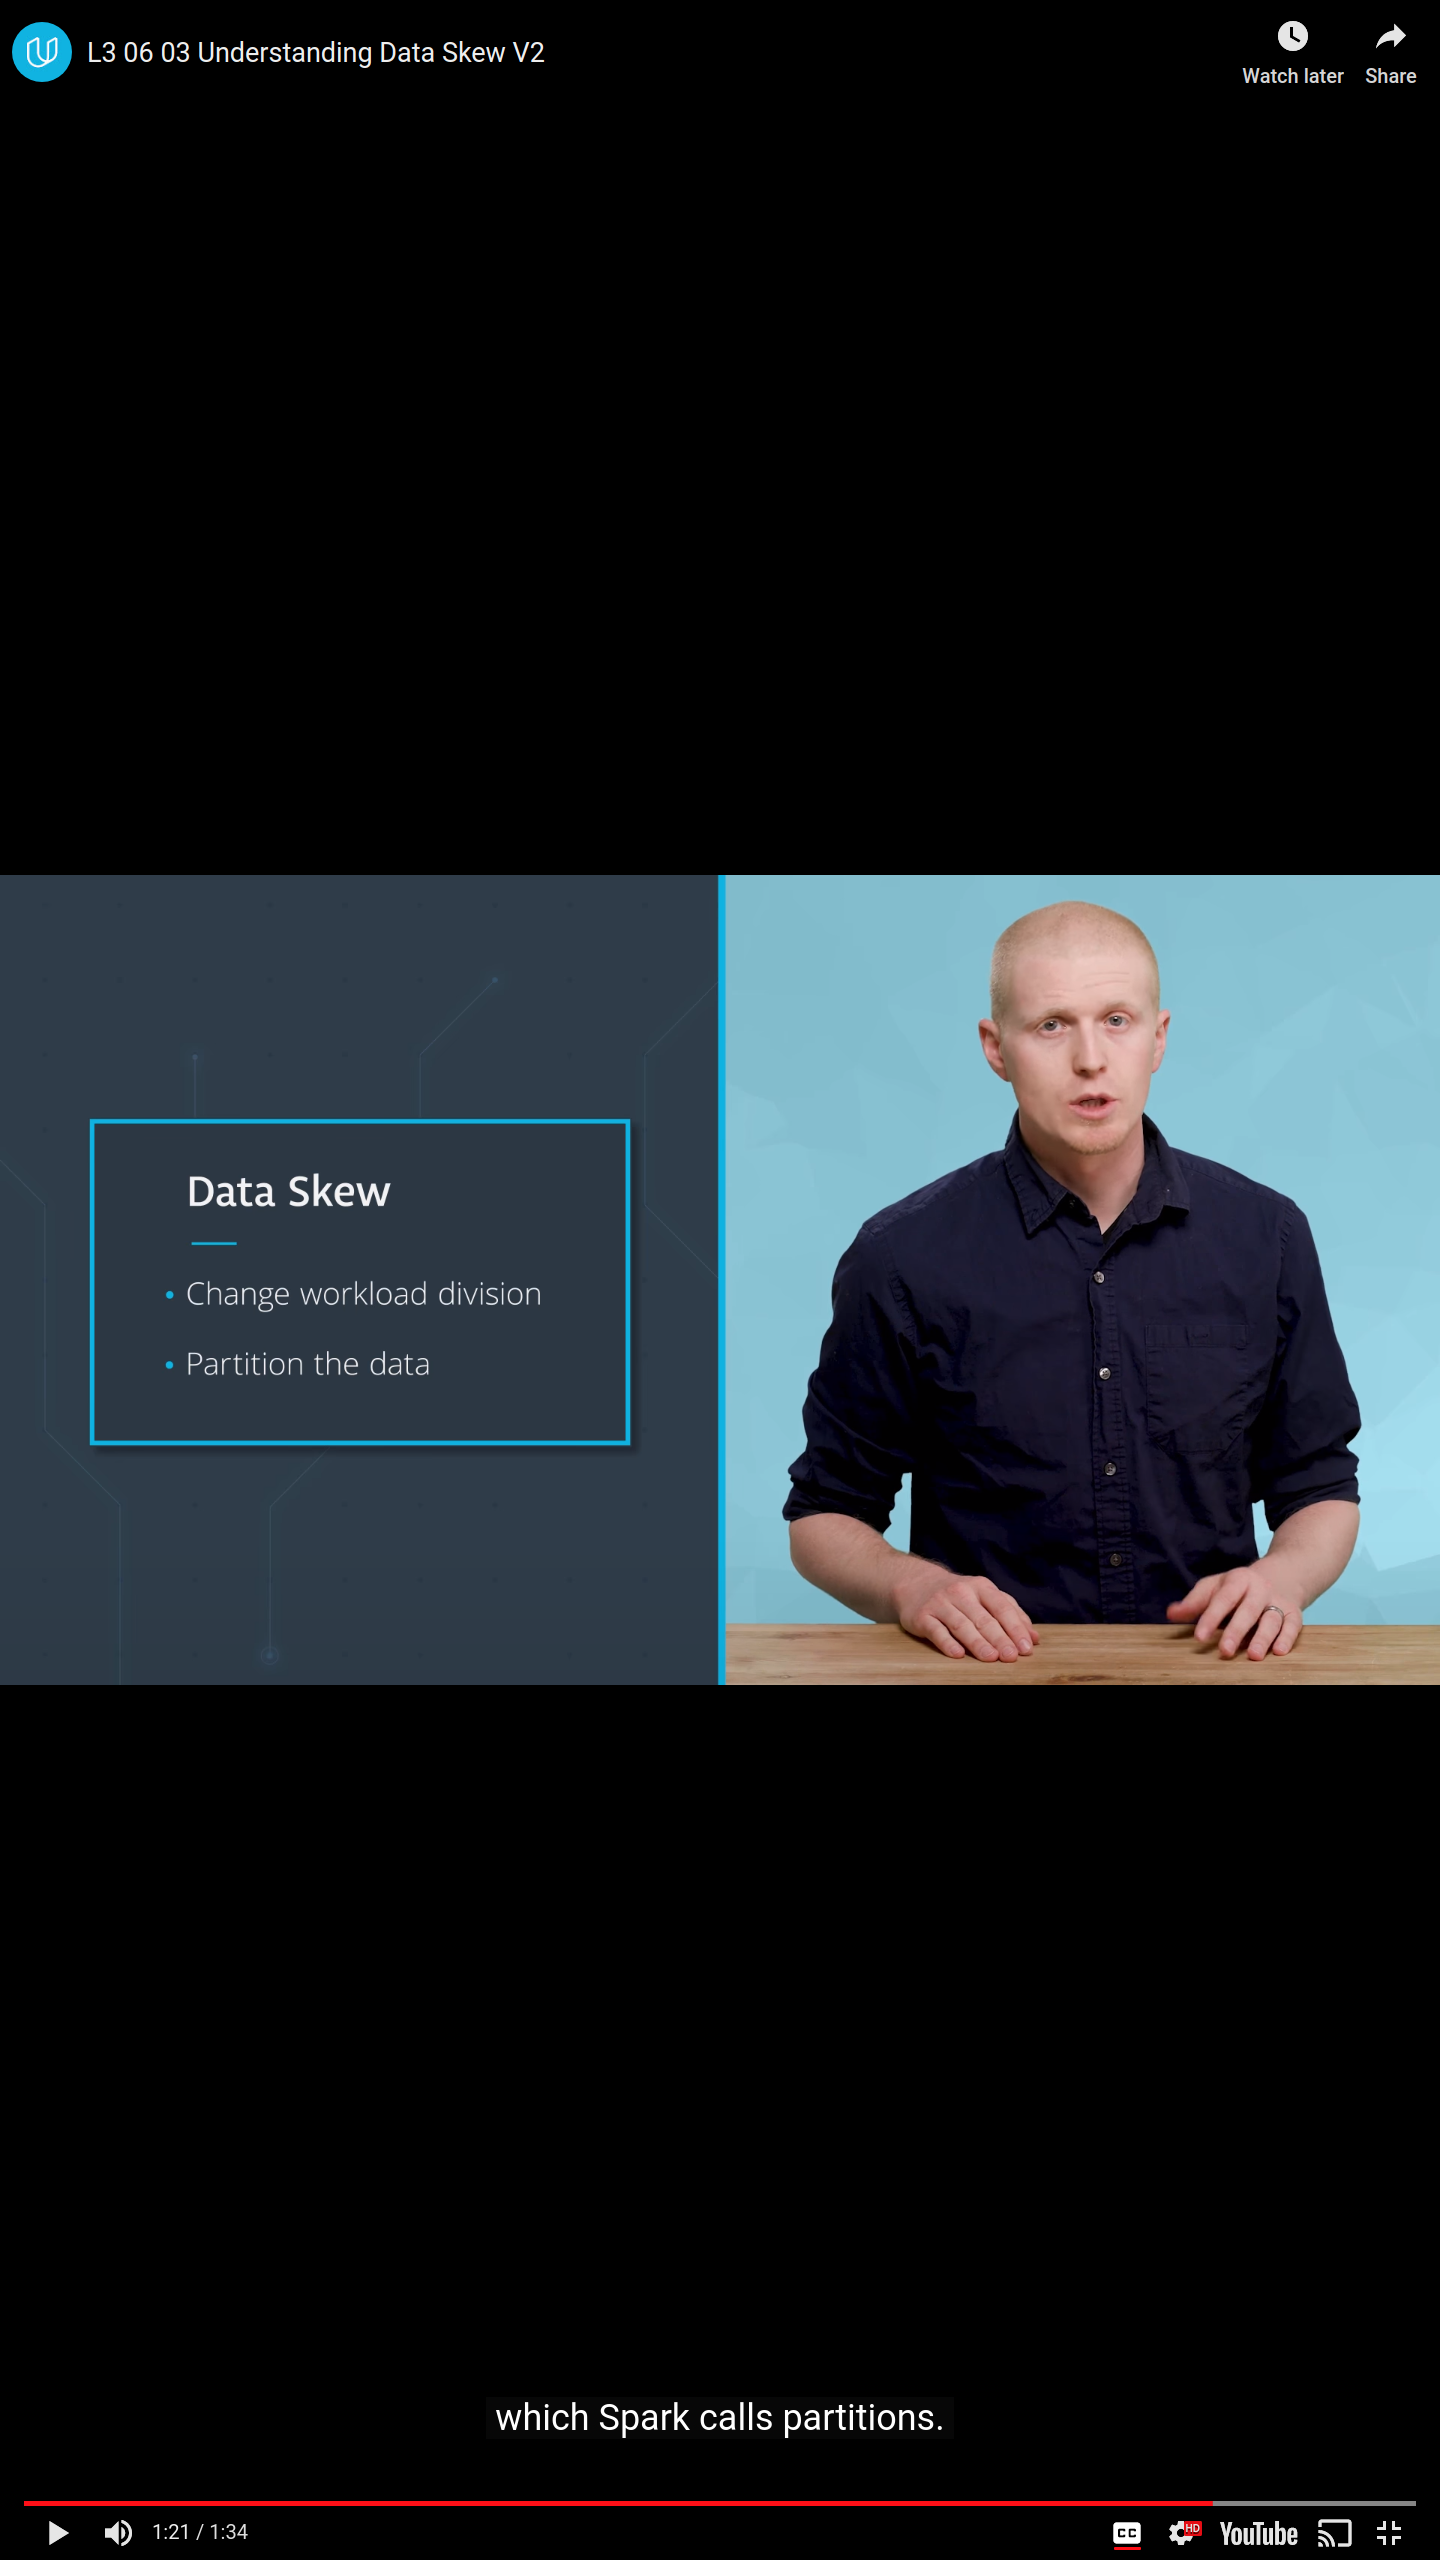 L3 06 03 Understanding Data Skew V2
Watch later
Share
Data Skew
• Change workload division
• Partition the data
which Spark calls partitions.
1:21 / 1:34
CC
HD
YouTube